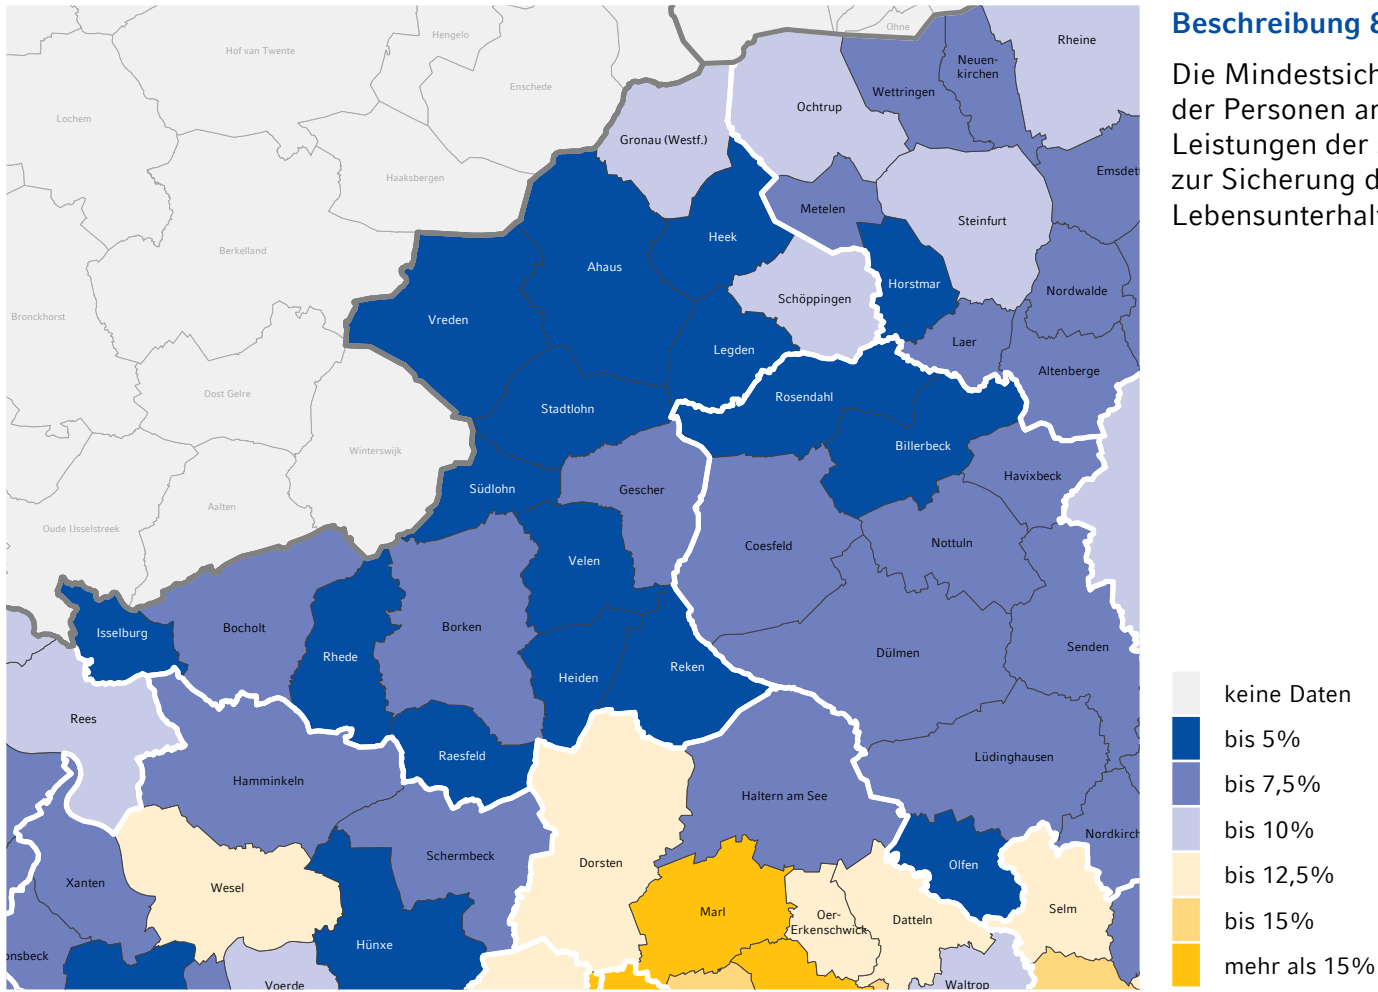 Beschreibung &
Die Mindestsich
der Personen an
Leistungen der
zur Sicherung d
Lebensunterhalt
Ohne
Hengelo
Hof van Twente
Enschede
Lochem
Haaksbergen
Berkelland
Bronckhorst
Oost Gelre
Winterswijk
Aalten
Oude IJsselstreek
Rheine
Neuen-
kirchen
Wettringen
Ochtrup
Gronau (Westf.)
Emsdet
Metelen
Steinfurt
Heek
Ahaus
Horstmar
Nordwalde
Schöppingen
Vreden
Laer
Legden
Altenberge
Rosendahl
Stadtlohn
Billerbeck
Havixbeck
Südlohn
Gescher
Coesfeld
Nottuln
Velen
Isselburg
Bocholt
Borken
Senden
Dülmen
Rhede
Reken
Heiden
Rees
Raesfeld
Lüdinghausen
Hamminkeln
Haltern am See
Nordkirch
Schermbeck
Dorsten
Olfen
Xanten
Wesel
Marl
Oer-
Erkenschwick
Datteln
Selm
Hünxe
onsbeck
Voerde
Waltrop
keine Daten
bis 5%
bis 7,5%
bis 10%
bis 12,5%
bis 15%
mehr als 15%